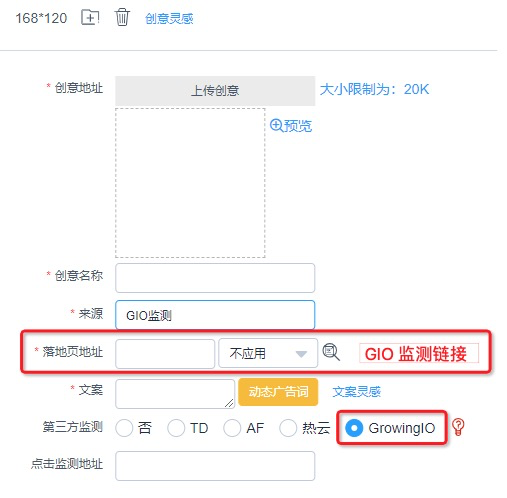 168*120 创意灵感
* 创意地址 上传创意 大小限制为：20K
预览
* 创意名称
* 来源 GIO监测
* 落地页地址 不应用 GIO 监测链接
* 文案 动态广告词 文案灵感
第三方监测 否 TD AF 热云 GrowingIO
点击监测地址